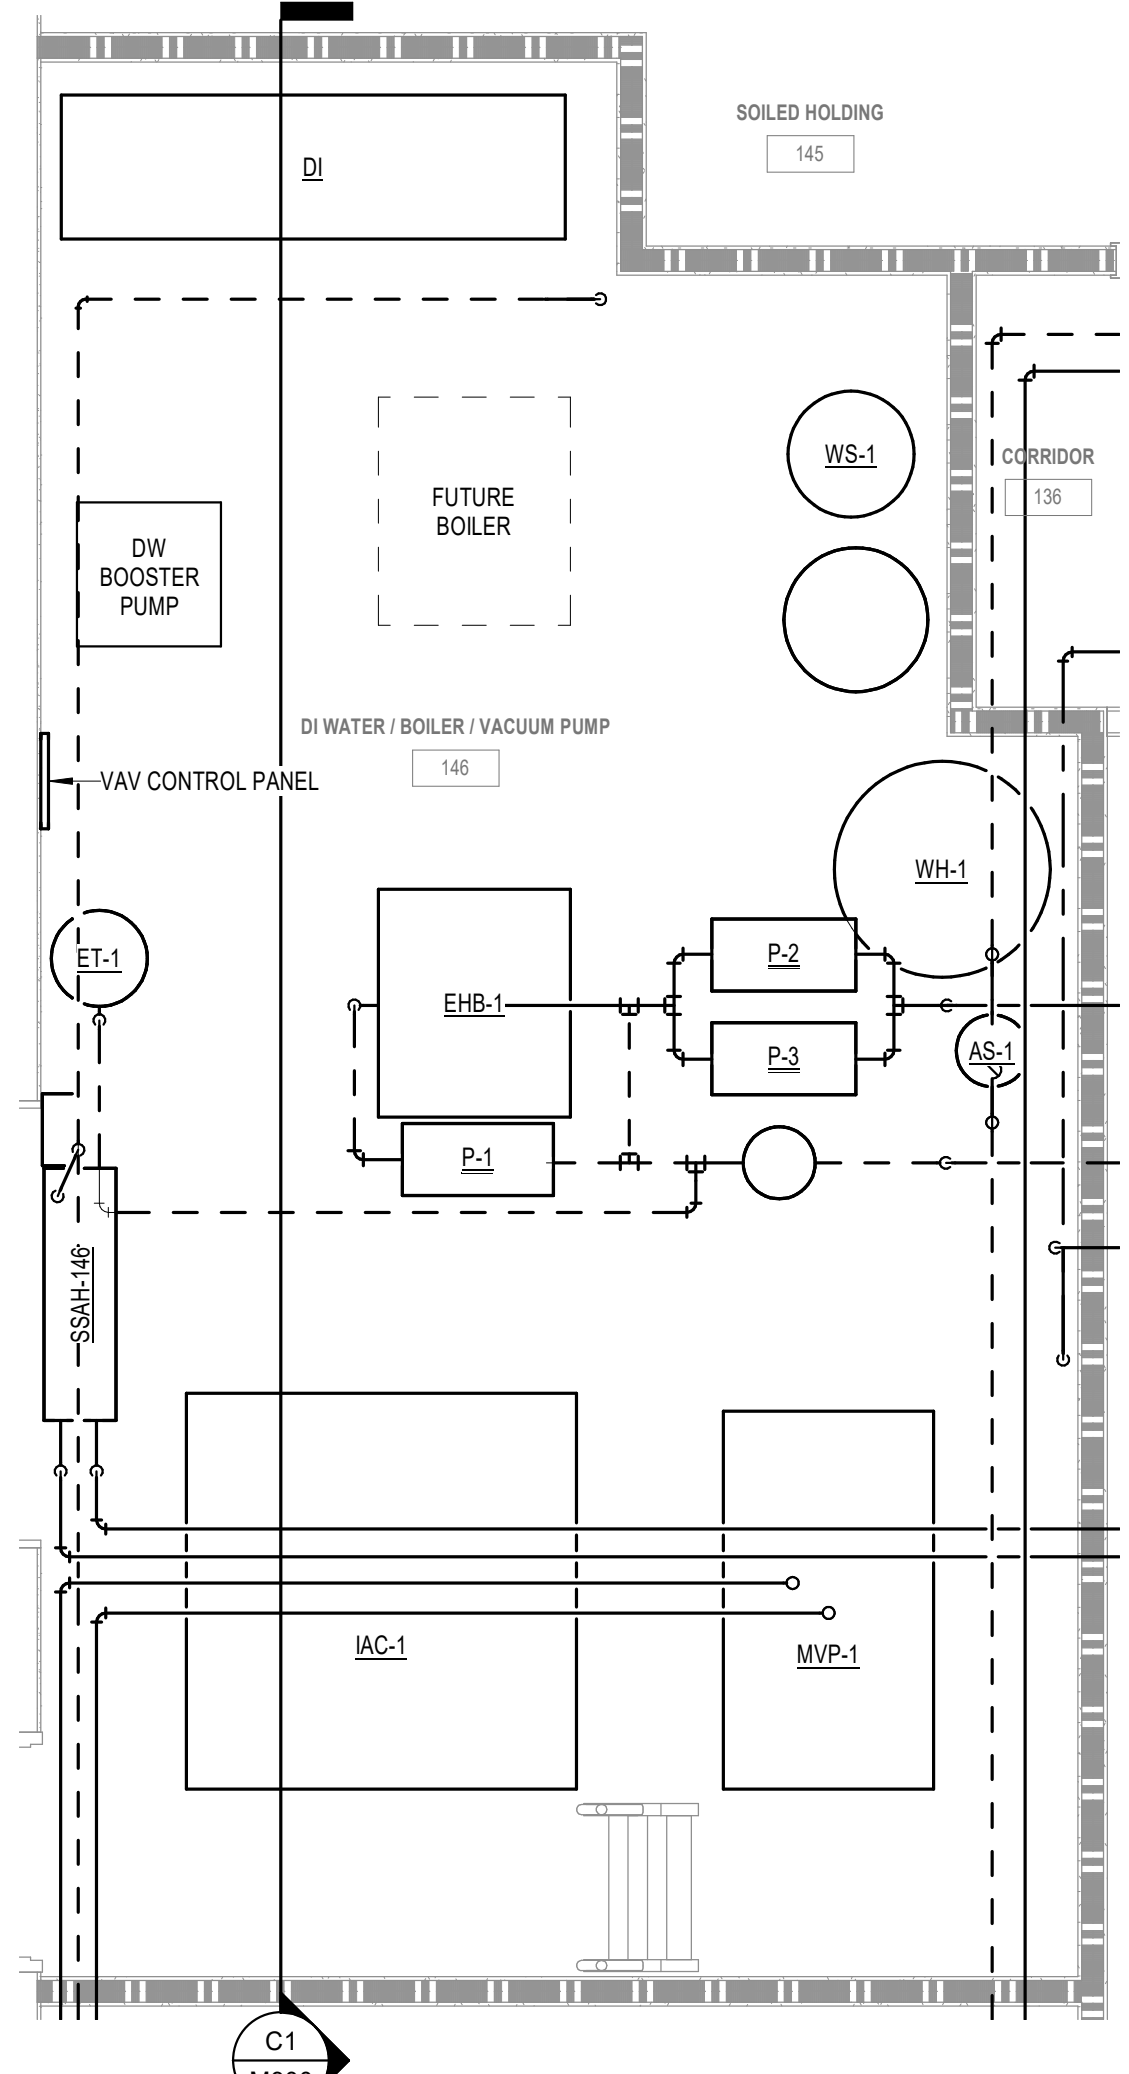 SOILED HOLDING
145
DI
WS-1
CORRIDOR
136
FUTURE
BOILER
DW
BOOSTER
PUMP
DI WATER / BOILER / VACUUM PUMP
146
VAV CONTROL PANEL
WH-1
ET-1
P-2
EHB-1
P-3
AS-1
P-1
SSAH-146
IAC-1
MVP-1
C1